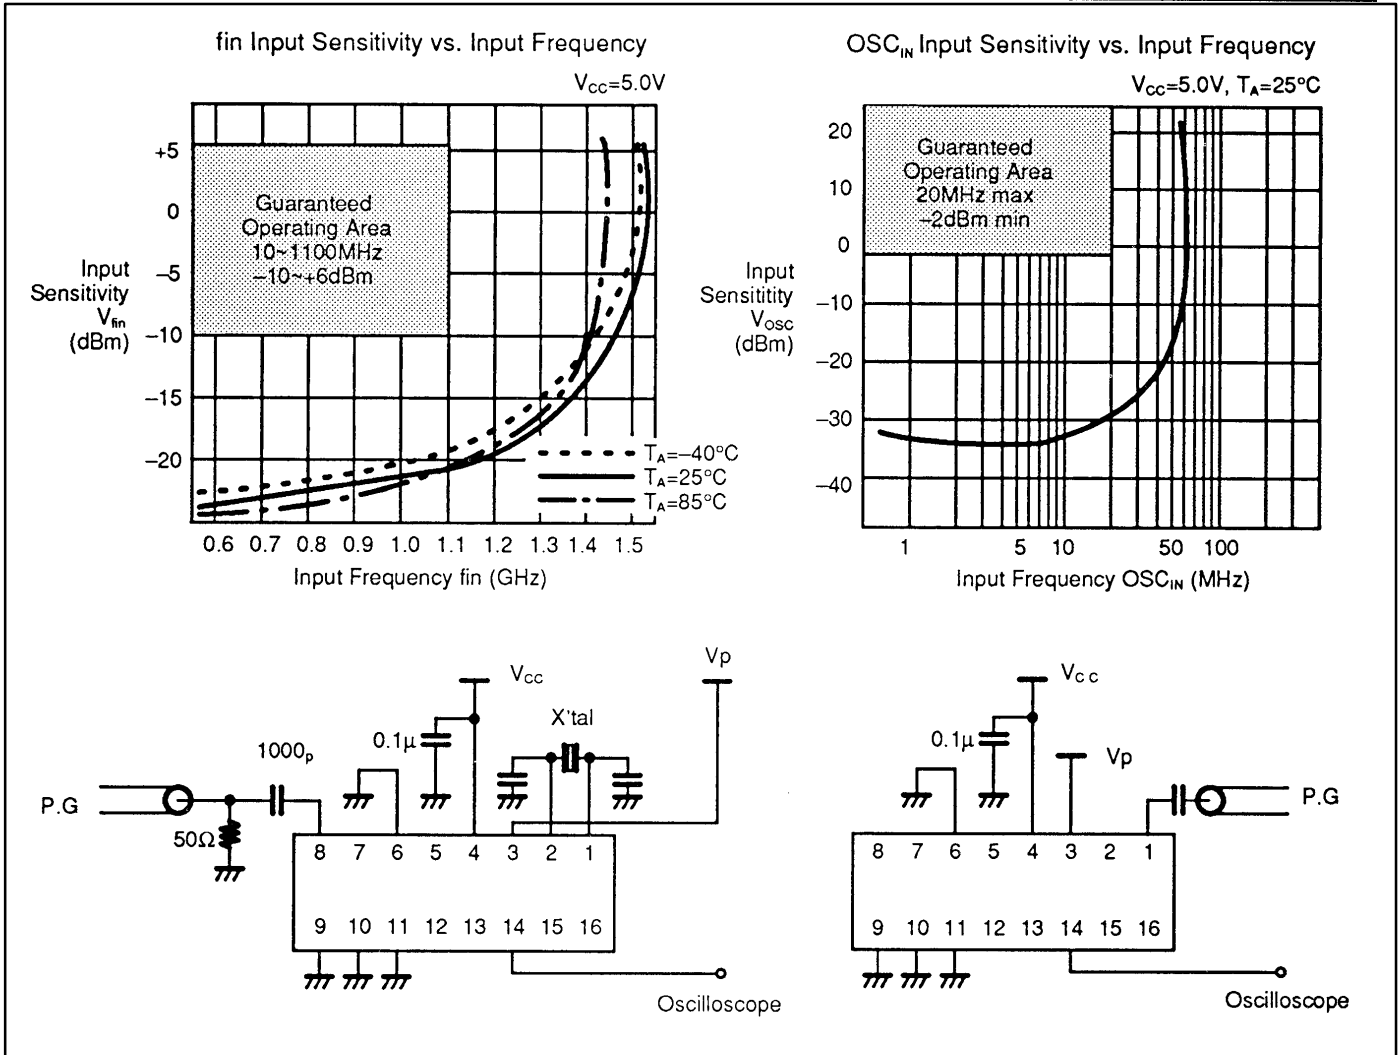 fin Input Sensitivity vs. Input Frequency
VCC=5.0V
+5
0
−5
−10
−15
−20
Input
Sensitivity
Vfin
(dBm)
Guaranteed
Operating Area
10~1100MHz
−10~+6dBm
TA=−40°C
TA=25°C
TA=85°C
0.6 0.7 0.8 0.9 1.0 1.1 1.2 1.3 1.4 1.5
Input Frequency fin (GHz)
OSCIN Input Sensitivity vs. Input Frequency
VCC=5.0V, TA=25°C
20
10
0
−10
−20
−30
−40
Input
Sensititity
VOSC
(dBm)
Guaranteed
Operating Area
20MHz max
−2dBm min
1 5 10 50 100
Input Frequency OSCIN (MHz)
VCC
Vp
X'tal
0.1µ
1000p
P.G
50Ω
8 7 6 5 4 3 2 1
9 10 11 12 13 14 15 16
Oscilloscope
VCC
0.1µ
Vp
P.G
8 7 6 5 4 3 2 1
9 10 11 12 13 14 15 16
Oscilloscope